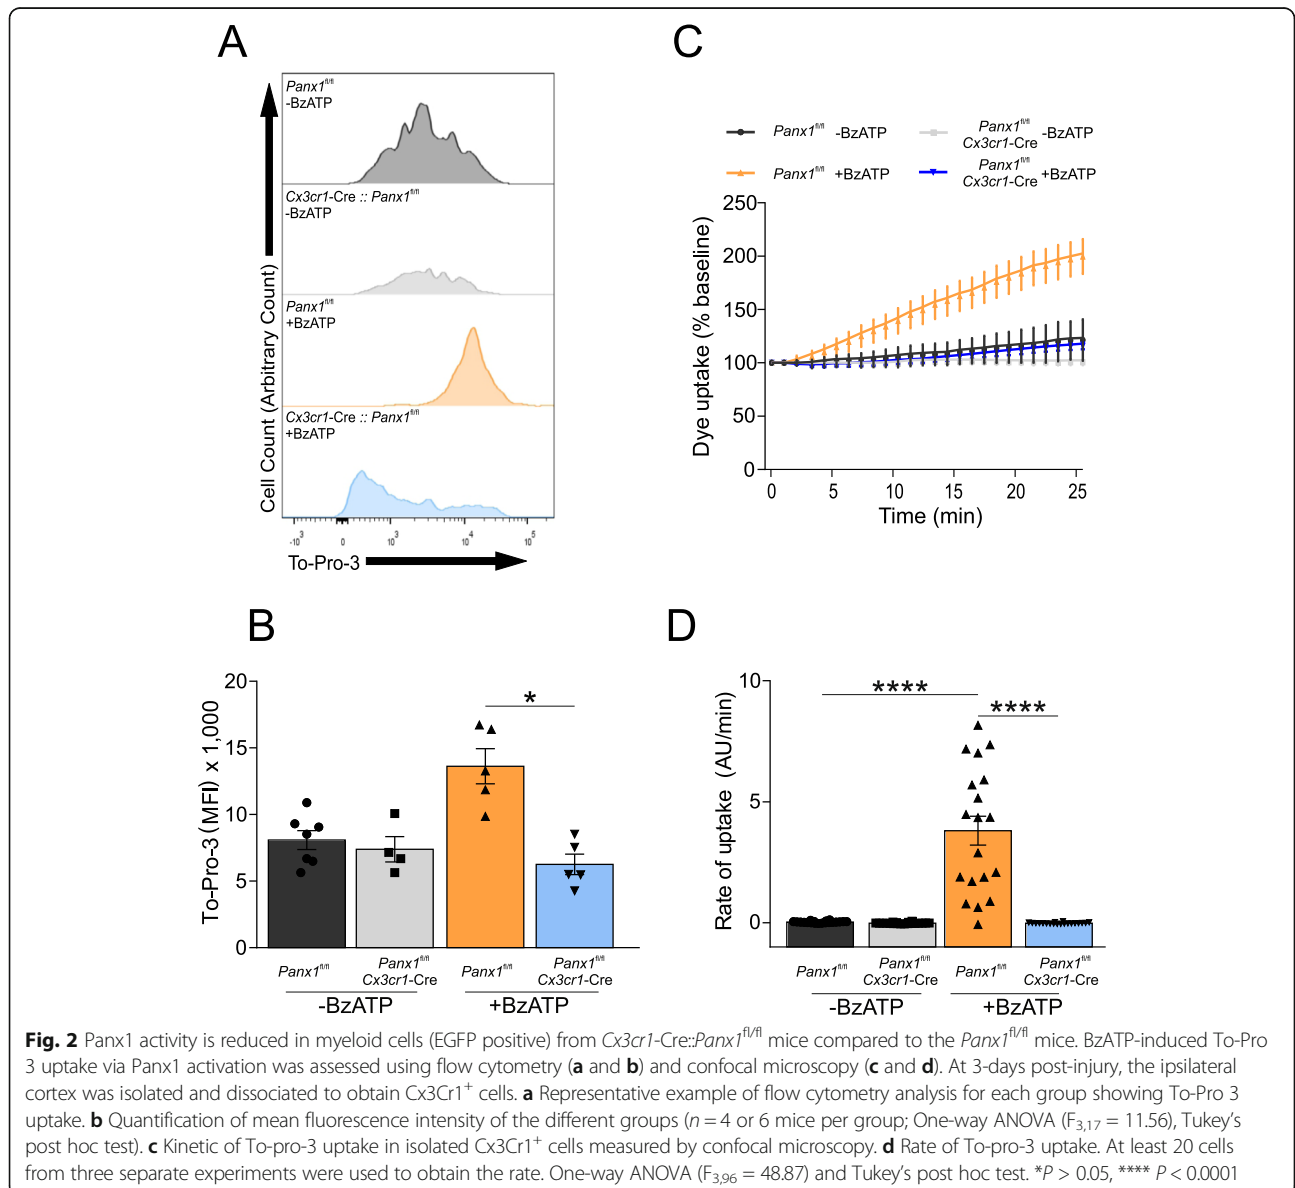 A
Panx1fl/fl
-BzATP
Cx3cr1-Cre :: Panx1fl/fl
-BzATP
Panx1fl/fl
+BzATP
Cx3cr1-Cre :: Panx1fl/fl
+BzATP
Cell Count (Arbitrary Count)
-10³ 0 10³ 10⁴ 10⁵
To-Pro-3
C
Panx1fl/fl -BzATP
Panx1fl/fl Cx3cr1-Cre -BzATP
Panx1fl/fl +BzATP
Panx1fl/fl Cx3cr1-Cre +BzATP
250
200
150
100
50
0
Dye uptake (% baseline)
0 5 10 15 20 25
Time (min)
B
20
15
10
5
0
To-Pro-3 (MFI) x 1,000
*
Panx1fl/fl
Panx1fl/fl
Cx3cr1-Cre
Panx1fl/fl
Panx1fl/fl
Cx3cr1-Cre
-BzATP +BzATP
D
10
5
0
Rate of uptake (AU/min)
****
****
Panx1fl/fl
Panx1fl/fl
Cx3cr1-Cre
Panx1fl/fl
Panx1fl/fl
Cx3cr1-Cre
-BzATP +BzATP
Fig. 2 Panx1 activity is reduced in myeloid cells (EGFP positive) from Cx3cr1-Cre::Panx1fl/fl mice compared to the Panx1fl/fl mice. BzATP-induced To-Pro
3 uptake via Panx1 activation was assessed using flow cytometry (a and b) and confocal microscopy (c and d). At 3-days post-injury, the ipsilateral
cortex was isolated and dissociated to obtain Cx3Cr1⁺ cells. a Representative example of flow cytometry analysis for each group showing To-Pro 3
uptake. b Quantification of mean fluorescence intensity of the different groups (n = 4 or 6 mice per group; One-way ANOVA (F3,17 = 11.56), Tukey's
post hoc test). c Kinetic of To-pro-3 uptake in isolated Cx3Cr1⁺ cells measured by confocal microscopy. d Rate of To-pro-3 uptake. At least 20 cells
from three separate experiments were used to obtain the rate. One-way ANOVA (F3,96 = 48.87) and Tukey's post hoc test. *P > 0.05, **** P < 0.0001